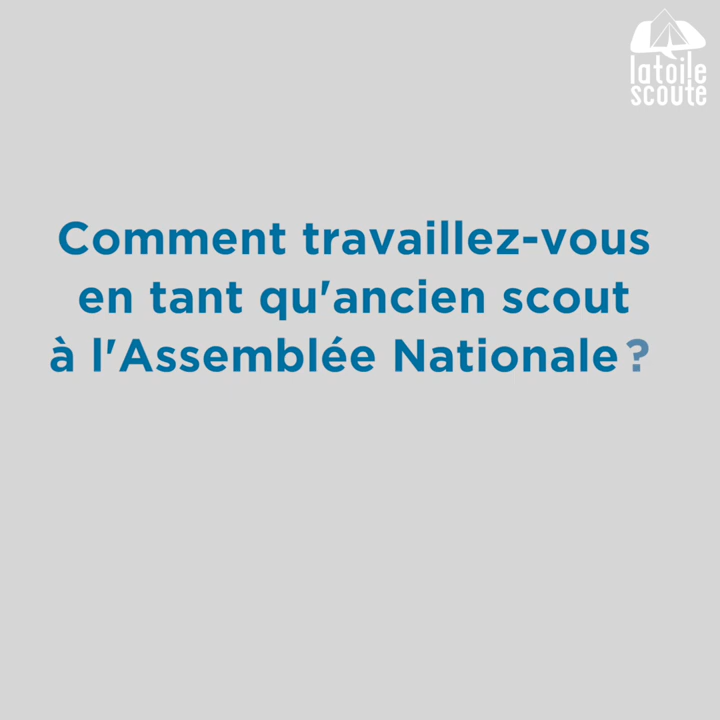 latoile
scoute
Comment travaillez-vous
en tant qu'ancien scout
à l'Assemblée Nationale ?